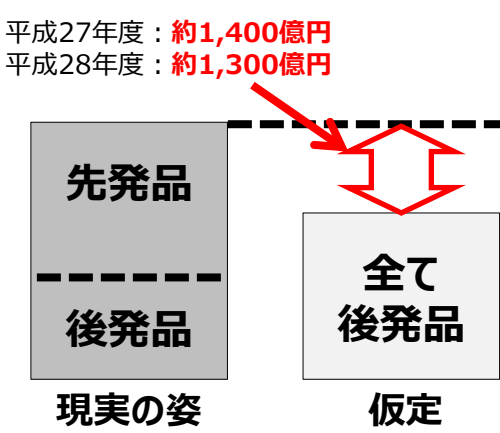 平成27年度：約1,400億円
平成28年度：約1,300億円
先発品
後発品
全て
後発品
現実の姿
仮定